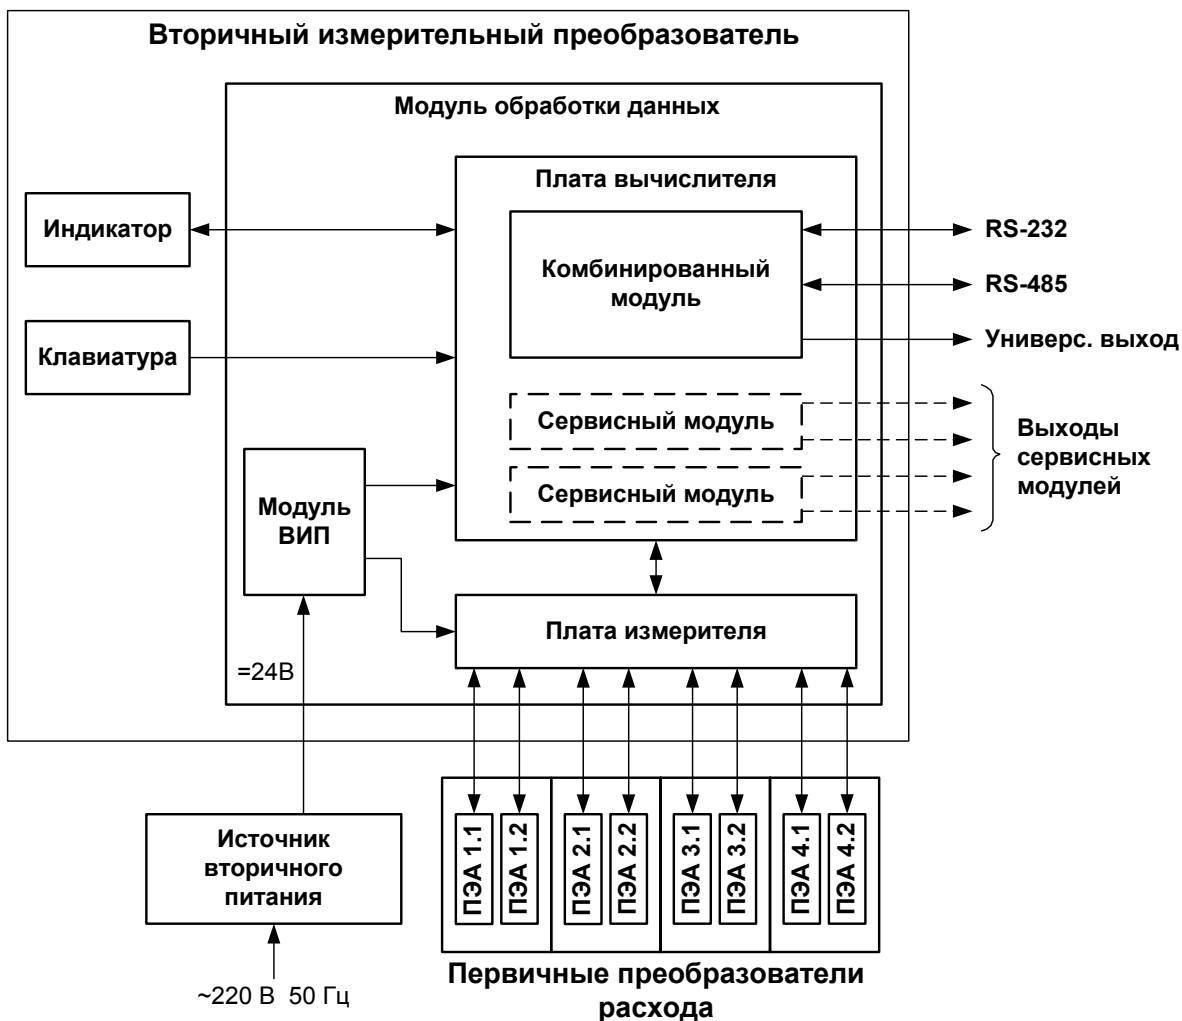 Вторичный измерительный преобразователь
Модуль обработки данных
Плата вычислителя
Индикатор
Комбинированный
модуль
RS-232
RS-485
Клавиатура
Универс. выход
Сервисный модуль
Сервисный модуль
Выходы
сервисных
модулей
Модуль
ВИП
Плата измерителя
=24В
Источник
вторичного
питания
~220 В 50 Гц
ПЭА 1.1
ПЭА 1.2
ПЭА 2.1
ПЭА 2.2
ПЭА 3.1
ПЭА 3.2
ПЭА 4.1
ПЭА 4.2
Первичные преобразователи
расхода